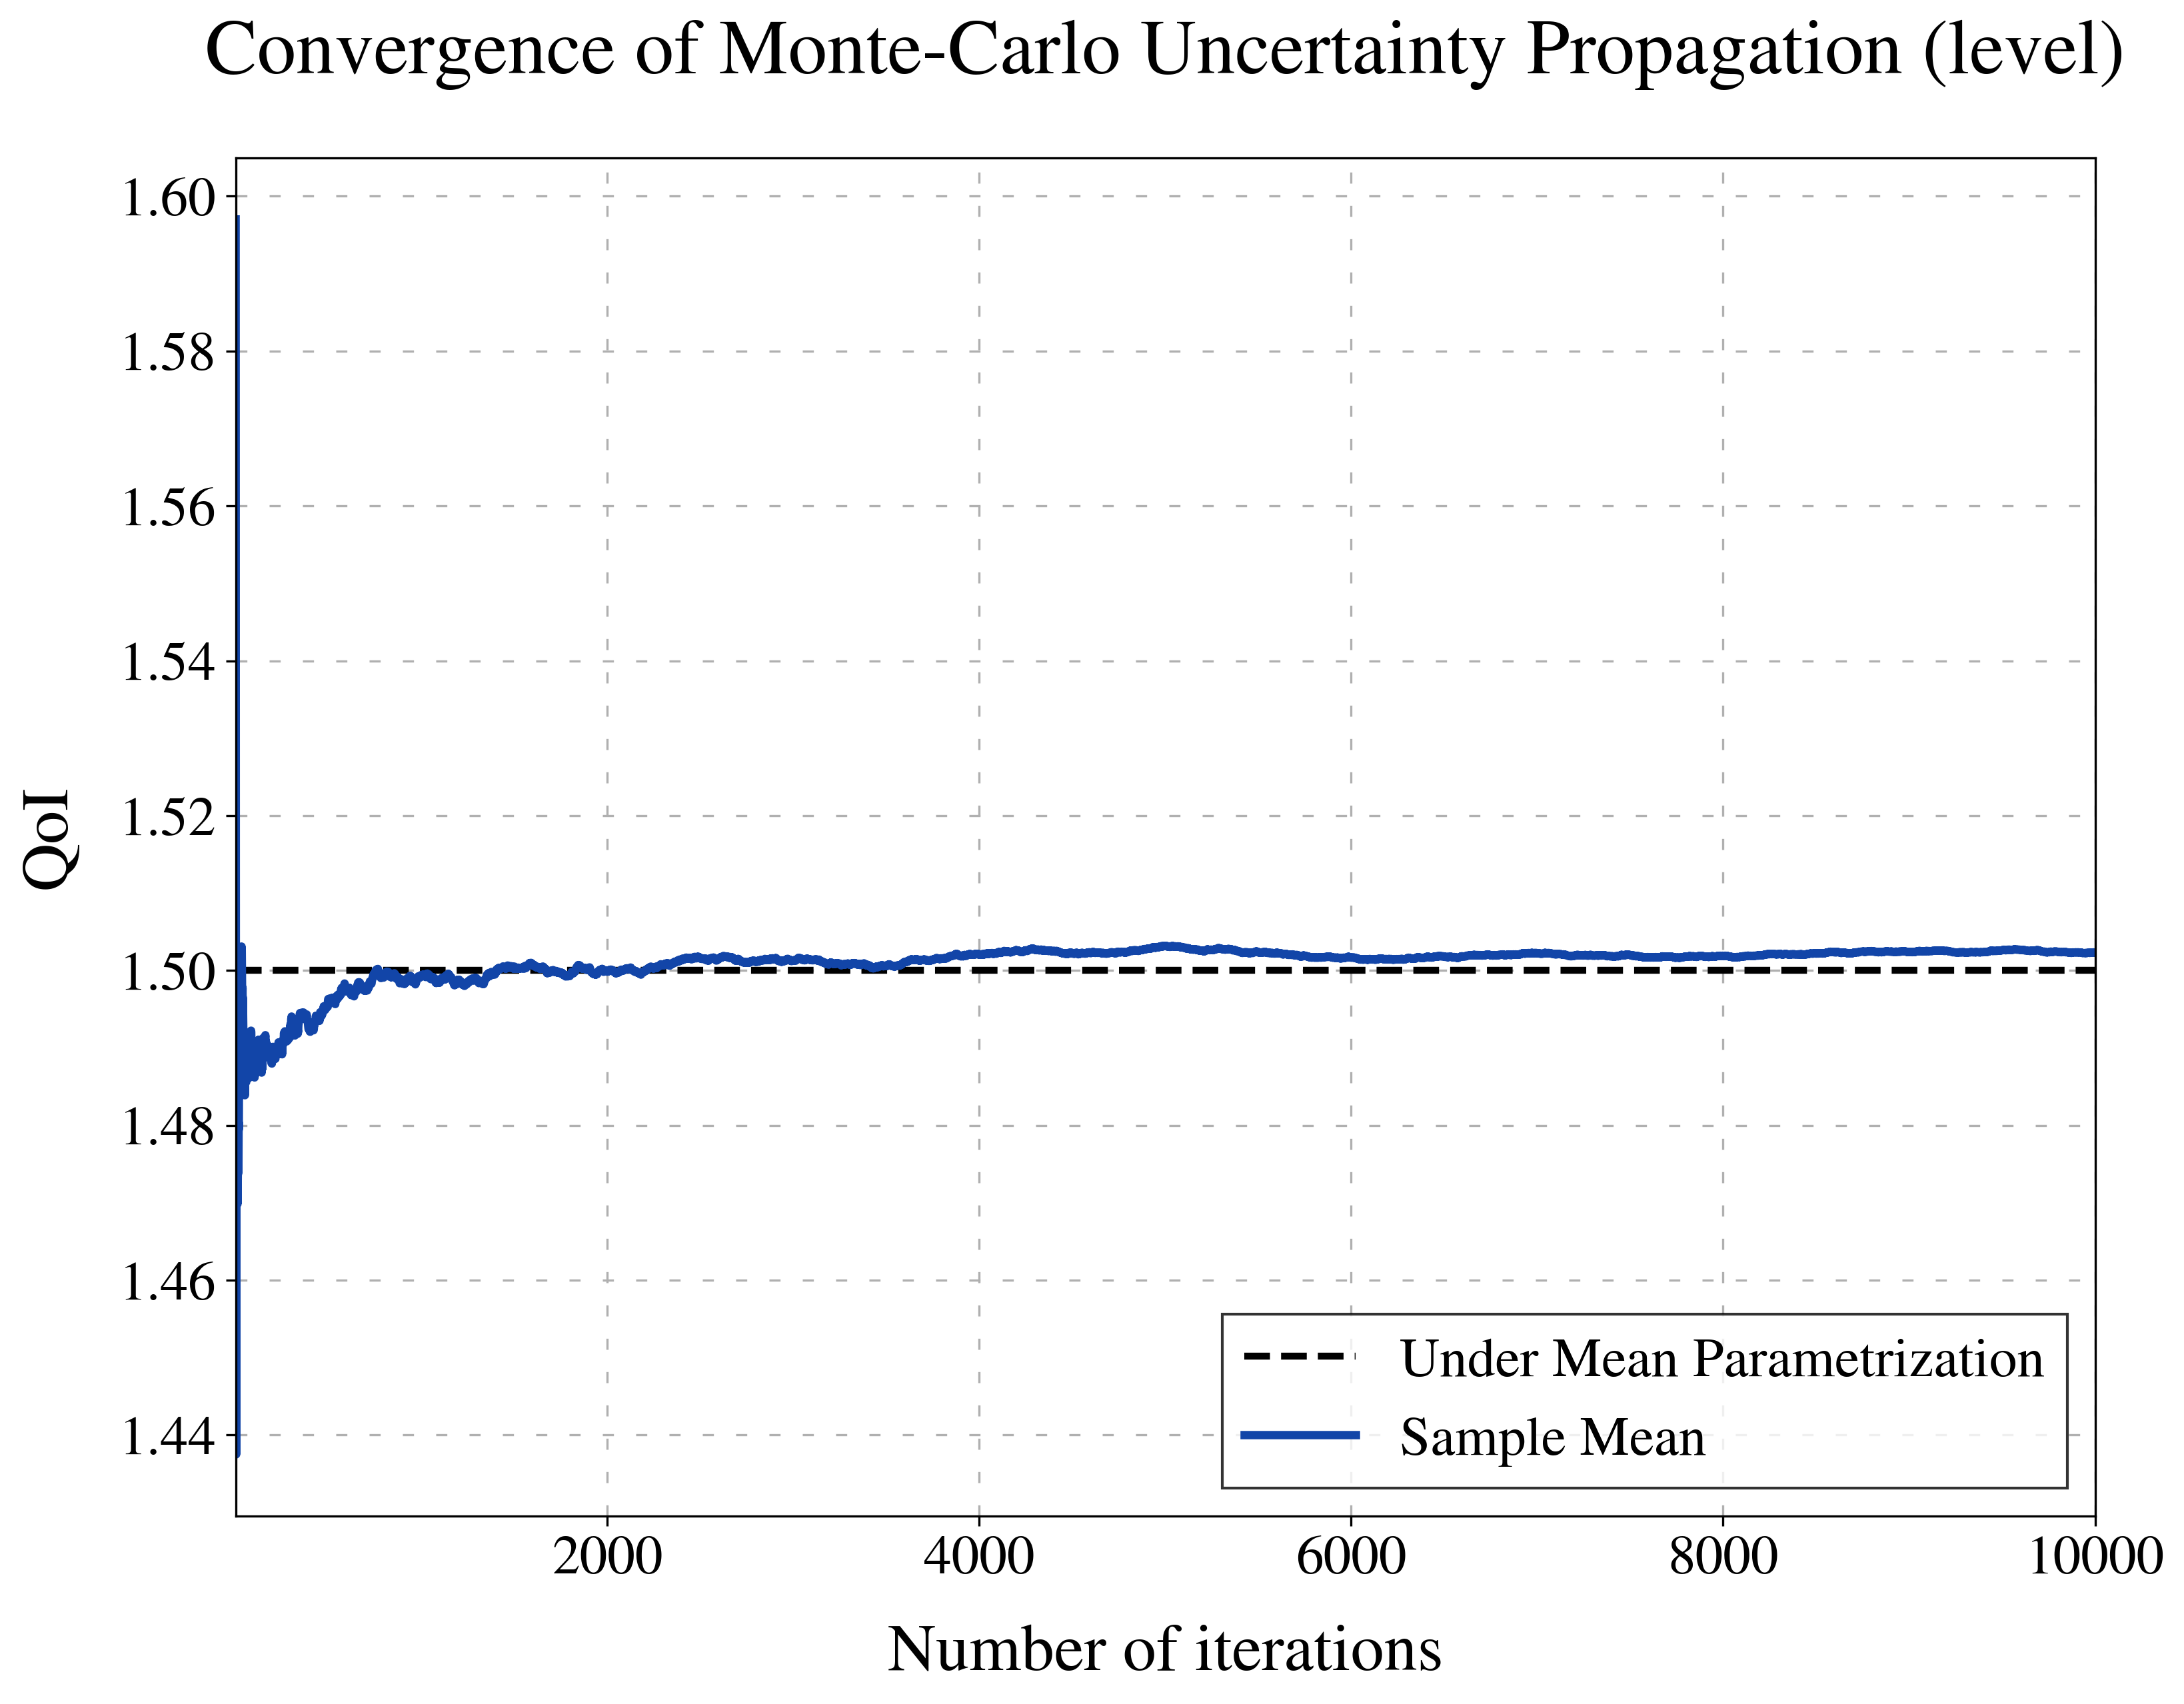 Convergence of Monte-Carlo Uncertainty Propagation (level)
1.60
1.58
1.56
1.54
1.52
1.50
1.48
1.46
1.44
QoI
Under Mean Parametrization
Sample Mean
2000 4000 6000 8000 10000
Number of iterations